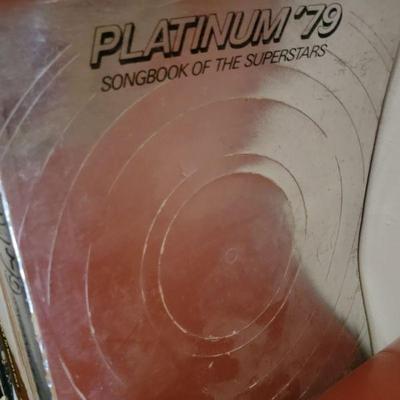 PLATINUM '79
SONGBOOK OF THE SUPERSTARS